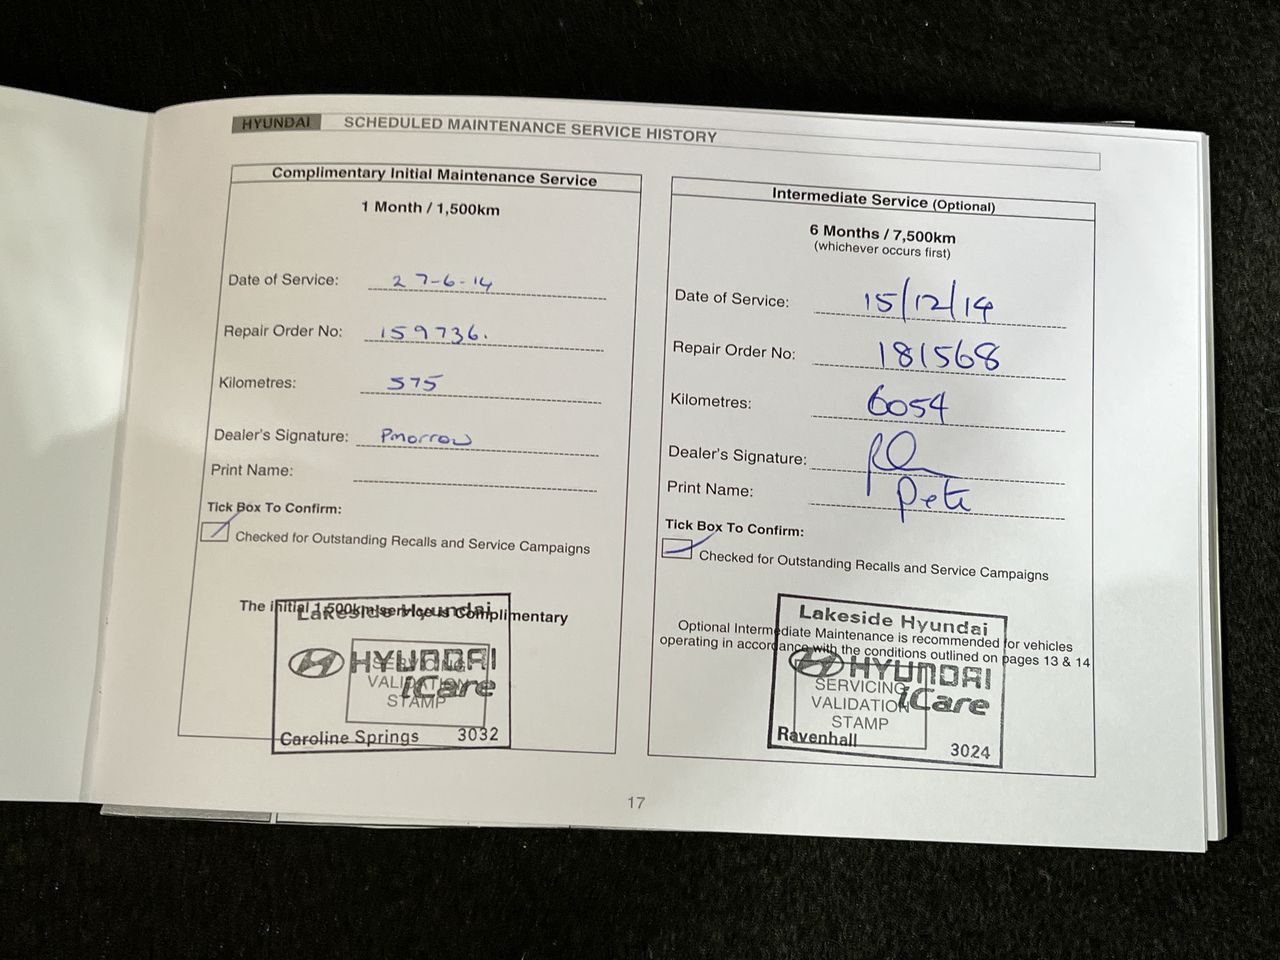 HYUNDAI SCHEDULED MAINTENANCE SERVICE HISTORY
Complimentary Initial Maintenance Service
1 Month / 1,500km
Date of Service: 27-6-14
Repair Order No: 159736.
Kilometres: 575
Dealer's Signature: Pmorrow
Print Name:
Tick Box To Confirm:
Checked for Outstanding Recalls and Service Campaigns
The initial 1,500km service is Complimentary
Lakeside Hyundai
HYUNDAI
iCare
SERVICING
VALIDATION
STAMP
Caroline Springs 3032
Intermediate Service (Optional)
6 Months / 7,500km
(whichever occurs first)
Date of Service: 15/12/14
Repair Order No: 181568
Kilometres: 6054
Dealer's Signature:
Print Name: Pete
Tick Box To Confirm:
Checked for Outstanding Recalls and Service Campaigns
Optional Intermediate Maintenance is recommended for vehicles
operating in accordance with the conditions outlined on pages 13 & 14
Lakeside Hyundai
HYUNDAI
iCare
SERVICING
VALIDATION
STAMP
Ravenhall 3024
17